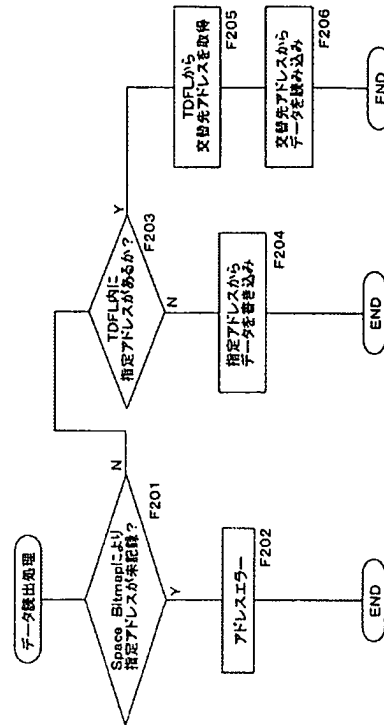 データ読出処理
Space Bitmapにより
指定アドレスが未記録？
F201
Y
N
アドレスエラー
F202
END
TDFL内に
指定アドレスがあるか？
F203
N
Y
指定アドレスから
データを書き込み
F204
END
TDFLから
交替先アドレスを取得
F205
交替先アドレスから
データを読み込み
F206
END